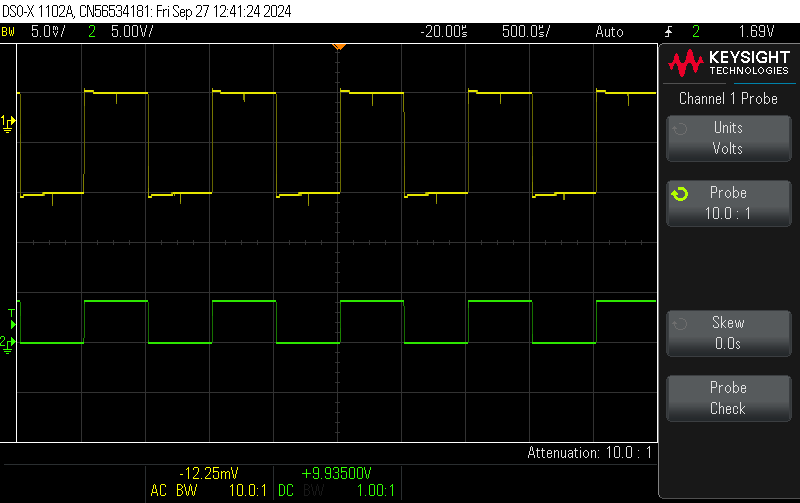 DSO-X 1102A, CN56534181: Fri Sep 27 12:41:24 2024
BW 5.0♥/ 2 5.00V/ -20.00s 500.0s/ Auto 2 1.69V
KEYSIGHT
TECHNOLOGIES
Channel 1 Probe
Units
Volts
Probe
10.0 : 1
1
T
2
Skew
0.0s
Probe
Check
Attenuation: 10.0 : 1
-12.25mV +9.93500V
AC BW 10.0:1 DC BW 1.00:1